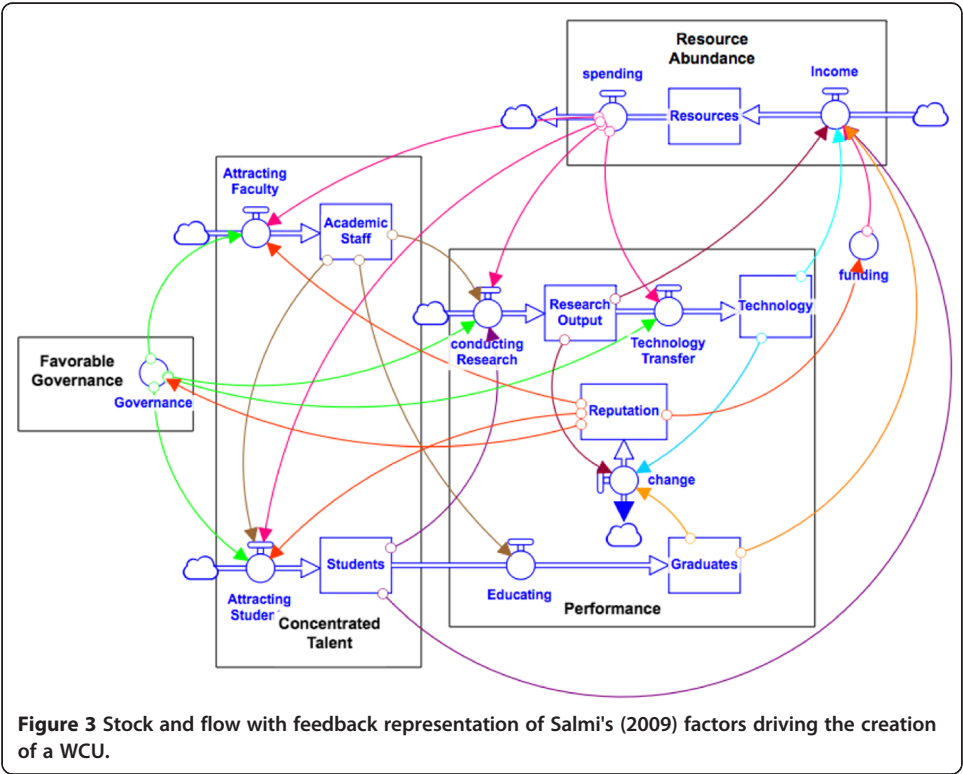 Resource
Abundance
spending
Income
Resources
Attracting
Faculty
Academic
Staff
funding
Research
Output
Technology
conducting
Research
Technology
Transfer
Favorable
Governance
Governance
Reputation
change
Students
Educating
Graduates
Attracting
Studen
Concentrated
Talent
Performance
Figure 3 Stock and flow with feedback representation of Salmi's (2009) factors driving the creation
of a WCU.